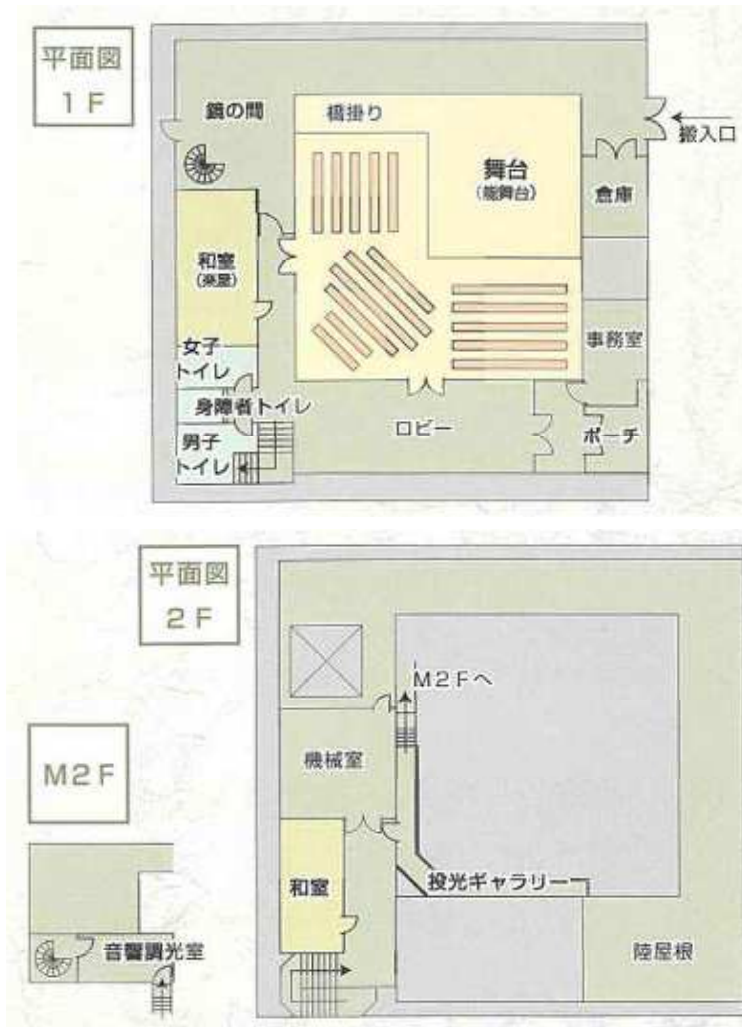 平面図
1F
鏡の間
橋掛り
搬入口
舞台
(能舞台)
倉庫
和室
(楽屋)
事務室
女子
トイレ
身障者トイレ
ロビー
ポーチ
男子
トイレ
平面図
2F
M2Fへ
機械室
M2F
和室
投光ギャラリー
音響調光室
陸屋根